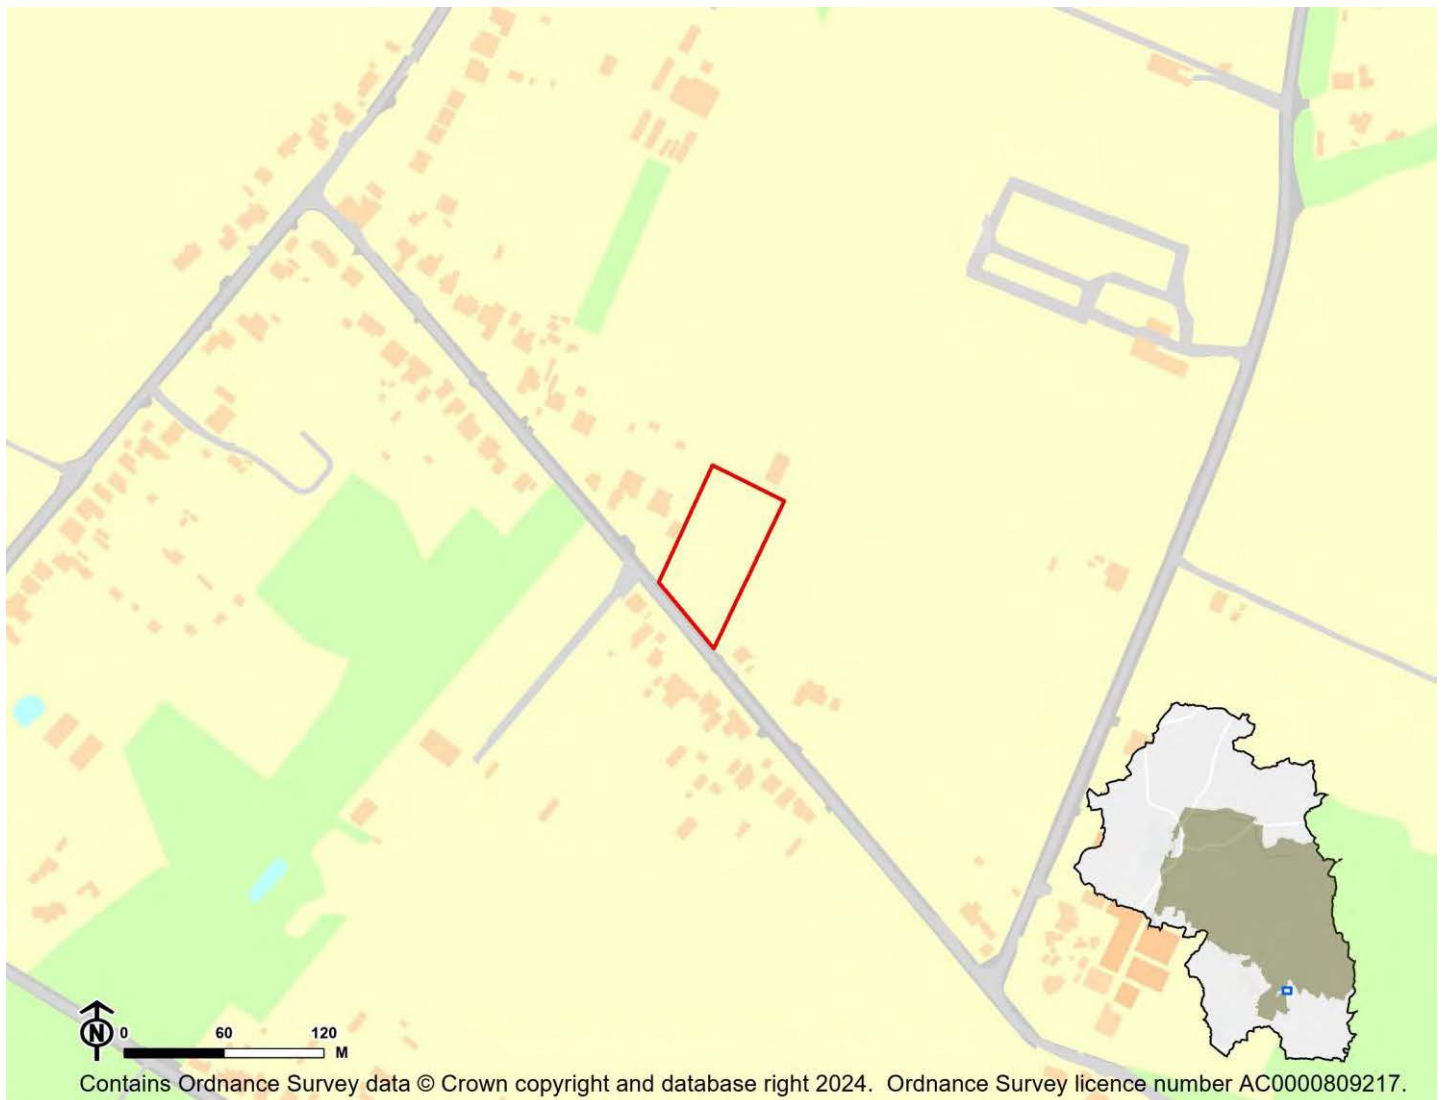 N 0 60 120
M
Contains Ordnance Survey data © Crown copyright and database right 2024. Ordnance Survey licence number AC0000809217.